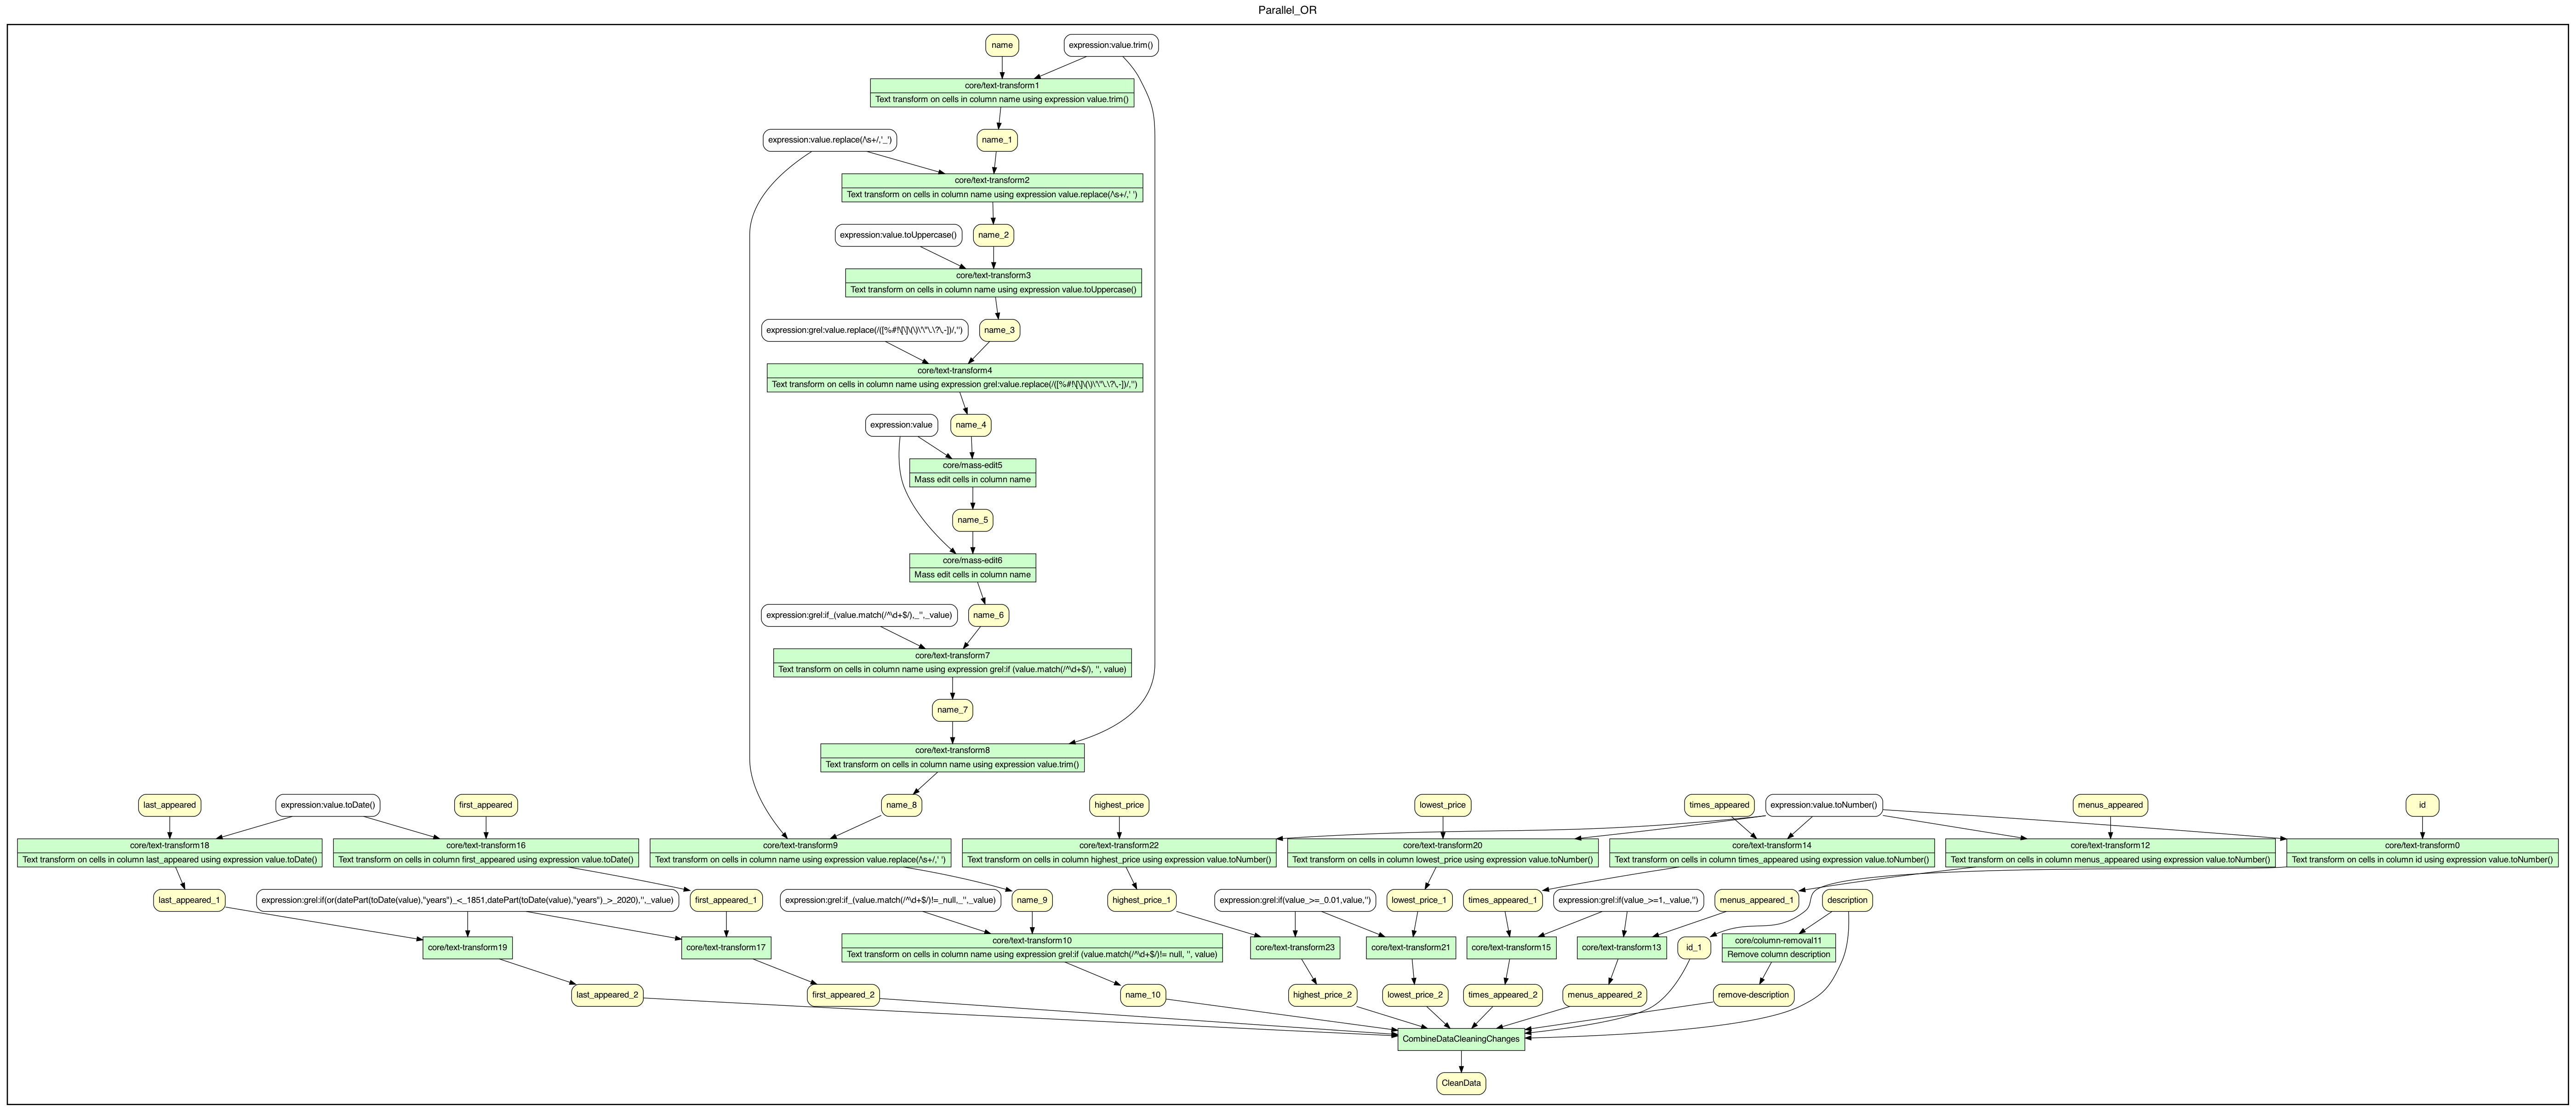 Parallel_OR
name
expression:value.trim()
core/text-transform1
Text transform on cells in column name using expression value.trim()
expression:value.replace(/\s+/,'_')
name_1
core/text-transform2
Text transform on cells in column name using expression value.replace(/\s+/,' ')
expression:value.toUppercase()
name_2
core/text-transform3
Text transform on cells in column name using expression value.toUppercase()
expression:grel:value.replace(/([%#!\[\]\(\)\'\"\.\?\,-])/,'')
name_3
core/text-transform4
Text transform on cells in column name using expression grel:value.replace(/([%#!\[\]\(\)\'\"\.\?\,-])/,'')
expression:value
name_4
core/mass-edit5
Mass edit cells in column name
name_5
core/mass-edit6
Mass edit cells in column name
expression:grel:if_(value.match(/^\d+$/),_'',_value)
name_6
core/text-transform7
Text transform on cells in column name using expression grel:if (value.match(/^\d+$/), '', value)
name_7
core/text-transform8
Text transform on cells in column name using expression value.trim()
last_appeared
expression:value.toDate()
first_appeared
name_8
highest_price
lowest_price
times_appeared
expression:value.toNumber()
menus_appeared
id
core/text-transform18
Text transform on cells in column last_appeared using expression value.toDate()
core/text-transform16
Text transform on cells in column first_appeared using expression value.toDate()
core/text-transform9
Text transform on cells in column name using expression value.replace(/\s+/,' ')
core/text-transform22
Text transform on cells in column highest_price using expression value.toNumber()
core/text-transform20
Text transform on cells in column lowest_price using expression value.toNumber()
core/text-transform14
Text transform on cells in column times_appeared using expression value.toNumber()
core/text-transform12
Text transform on cells in column menus_appeared using expression value.toNumber()
core/text-transform0
Text transform on cells in column id using expression value.toNumber()
last_appeared_1
expression:grel:if(or(datePart(toDate(value),"years")_<_1851,datePart(toDate(value),"years")_>_2020),'',_value)
first_appeared_1
expression:grel:if_(value.match(/^\d+$/)!=_null,_'',_value)
name_9
highest_price_1
expression:grel:if(value_>=_0.01,value,'')
lowest_price_1
times_appeared_1
expression:grel:if(value_>=1,_value,'')
menus_appeared_1
description
core/text-transform19
core/text-transform17
core/text-transform10
Text transform on cells in column name using expression grel:if (value.match(/^\d+$/)!= null, '', value)
core/text-transform23
core/text-transform21
core/text-transform15
core/text-transform13
id_1
core/column-removal11
Remove column description
last_appeared_2
first_appeared_2
name_10
highest_price_2
lowest_price_2
times_appeared_2
menus_appeared_2
remove-description
CombineDataCleaningChanges
CleanData